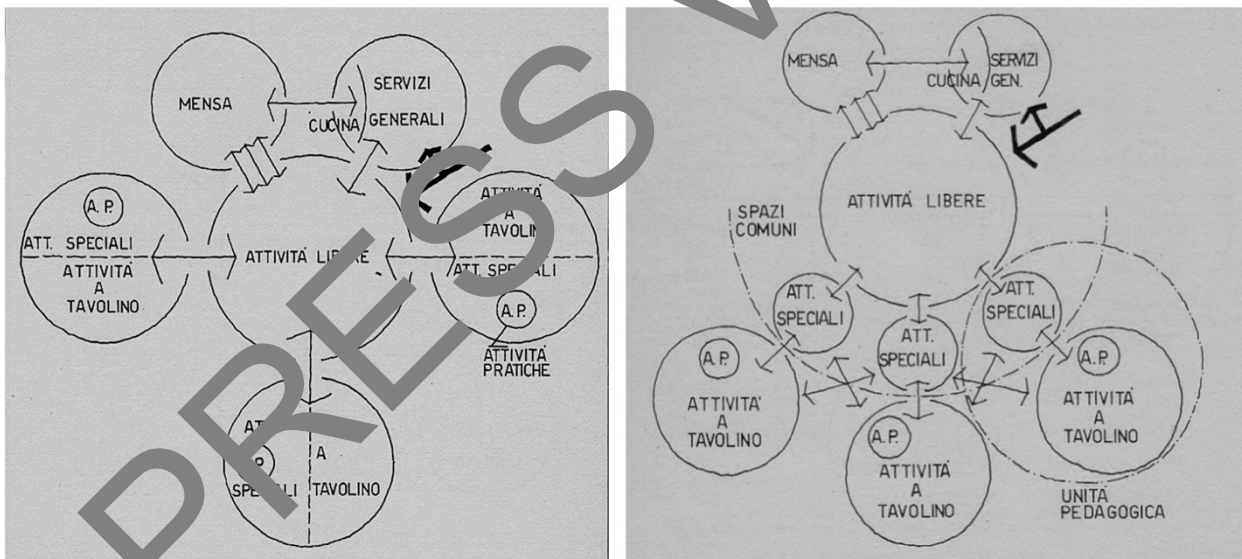 MENSA
SERVIZI
GENERALI
CUCINA
A.P.
ATT. SPECIALI
ATTIVITÀ
A
TAVOLINO
ATTIVITÀ LIBERE
ATTIVITÀ
A
TAVOLINO
ATT. SPECIALI
A.P.
ATTIVITÀ
PRATICHE
A
SPECIALI
TAVOLINO
MENSA
SERVIZI
GEN.
CUCINA
ATTIVITÀ LIBERE
SPAZI
COMUNI
ATT.
SPECIALI
ATT.
SPECIALI
ATT.
SPECIALI
A.P.
ATTIVITÀ
A
TAVOLINO
A.P.
ATTIVITÀ
A
TAVOLINO
A.P.
ATTIVITÀ
A
TAVOLINO
UNITÀ
PEDAGOGICA
PRESS